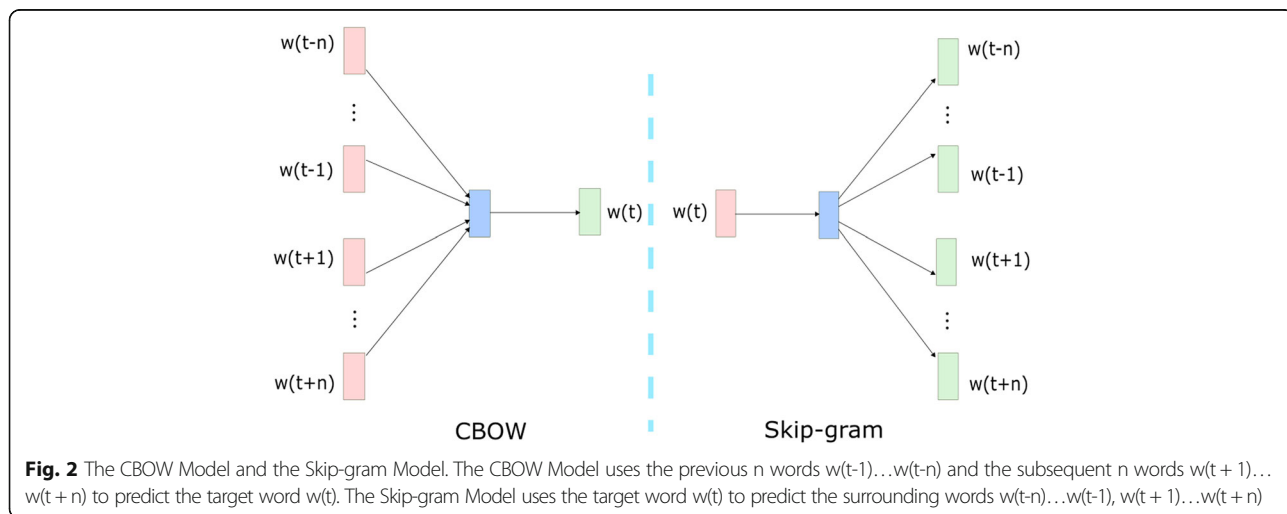 w(t-n)
⋮
w(t-1)
w(t+1)
⋮
w(t+n)
w(t)
CBOW
w(t)
w(t-n)
⋮
w(t-1)
w(t+1)
⋮
w(t+n)
Skip-gram
Fig. 2 The CBOW Model and the Skip-gram Model. The CBOW Model uses the previous n words w(t-1)…w(t-n) and the subsequent n words w(t + 1)…
w(t + n) to predict the target word w(t). The Skip-gram Model uses the target word w(t) to predict the surrounding words w(t-n)…w(t-1), w(t + 1)…w(t + n)